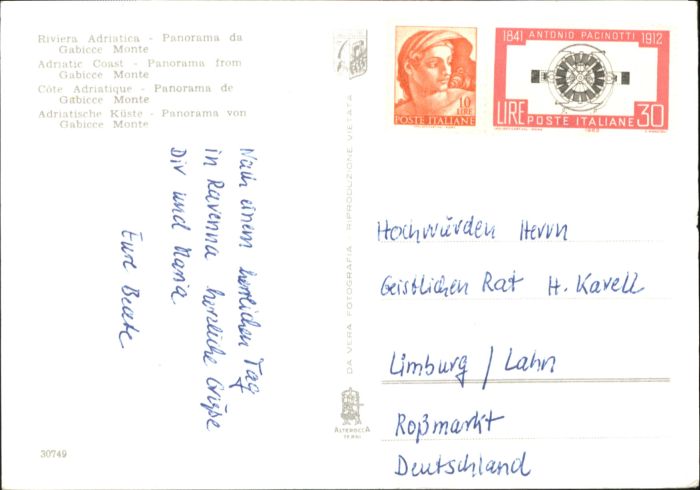 Riviera Adriatica - Panorama da
Gabicce Monte
Adriatic Coast - Panorama from
Gabicce Monte
Côte Adriatique - Panorama de
Gabicce Monte
Adriatische Küste - Panorama von
Gabicce Monte
Nach einem herrlichen Tag
in Ravenna herzliche Grüße
Dir und Maria
Eure Beate
30749
DA VERA FOTOGRAFIA - RIPRODUZIONE VIETATA
ALTEROCCA
TERNI
10
LIRE
POSTE ITALIANE
1841 ANTONIO PACINOTTI 1912
LIRE POSTE ITALIANE 30
Hochwürden Herrn
Geistlichen Rat H. Karell
Limburg / Lahn
Roßmarkt
Deutschland